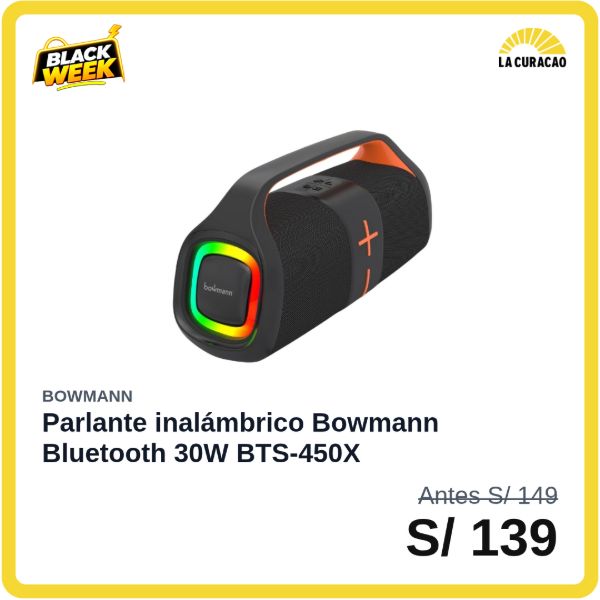 BLACK
WEEK
LA CURACAO
bowmann
BOWMANN
Parlante inalámbrico Bowmann
Bluetooth 30W BTS-450X
Antes S/ 149
S/ 139